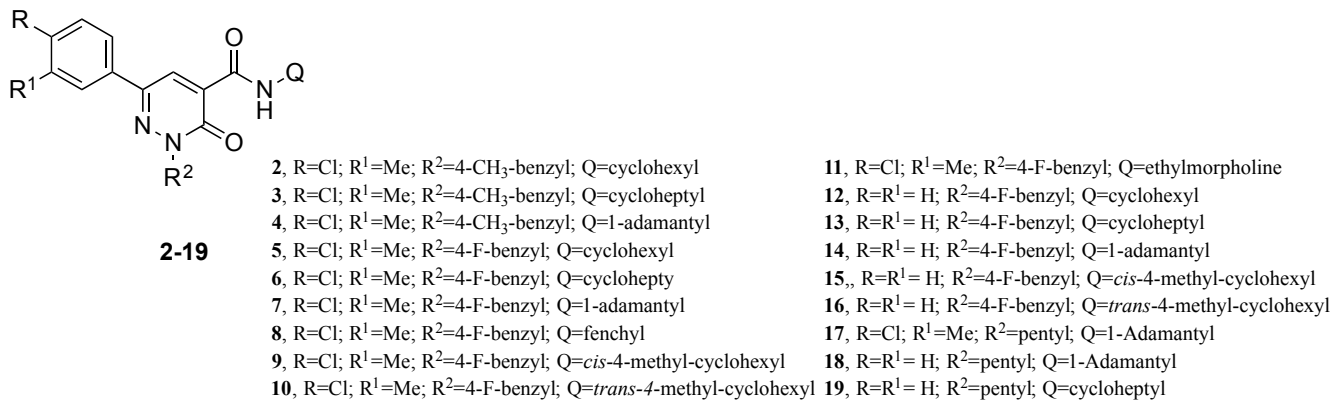 R
R¹
O
N
H
Q
N
N
O
R²
2-19
2, R=Cl; R¹=Me; R²=4-CH₃-benzyl; Q=cyclohexyl
3, R=Cl; R¹=Me; R²=4-CH₃-benzyl; Q=cycloheptyl
4, R=Cl; R¹=Me; R²=4-CH₃-benzyl; Q=1-adamantyl
5, R=Cl; R¹=Me; R²=4-F-benzyl; Q=cyclohexyl
6, R=Cl; R¹=Me; R²=4-F-benzyl; Q=cyclohepty
7, R=Cl; R¹=Me; R²=4-F-benzyl; Q=1-adamantyl
8, R=Cl; R¹=Me; R²=4-F-benzyl; Q=fenchyl
9, R=Cl; R¹=Me; R²=4-F-benzyl; Q=cis-4-methyl-cyclohexyl
10, R=Cl; R¹=Me; R²=4-F-benzyl; Q=trans-4-methyl-cyclohexyl
11, R=Cl; R¹=Me; R²=4-F-benzyl; Q=ethylmorpholine
12, R=R¹= H; R²=4-F-benzyl; Q=cyclohexyl
13, R=R¹= H; R²=4-F-benzyl; Q=cycloheptyl
14, R=R¹= H; R²=4-F-benzyl; Q=1-adamantyl
15,, R=R¹= H; R²=4-F-benzyl; Q=cis-4-methyl-cyclohexyl
16, R=R¹= H; R²=4-F-benzyl; Q=trans-4-methyl-cyclohexyl
17, R=Cl; R¹=Me; R²=pentyl; Q=1-Adamantyl
18, R=R¹= H; R²=pentyl; Q=1-Adamantyl
19, R=R¹= H; R²=pentyl; Q=cycloheptyl